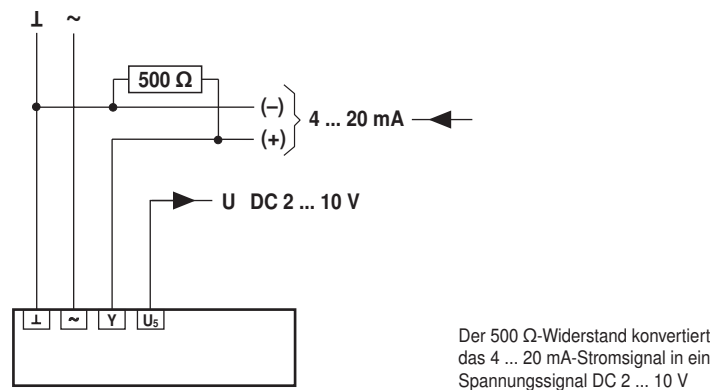 ⊥ ~
500 Ω
(–)
4 ... 20 mA
(+)
U DC 2 ... 10 V
⊥ ~ Y U5
Der 500 Ω-Widerstand konvertiert
das 4 ... 20 mA-Stromsignal in ein
Spannungssignal DC 2 ... 10 V